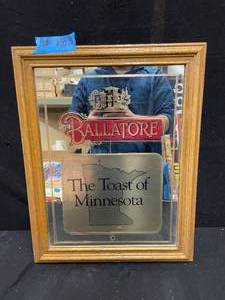 BALLATORE
The Toast of
Minnesota